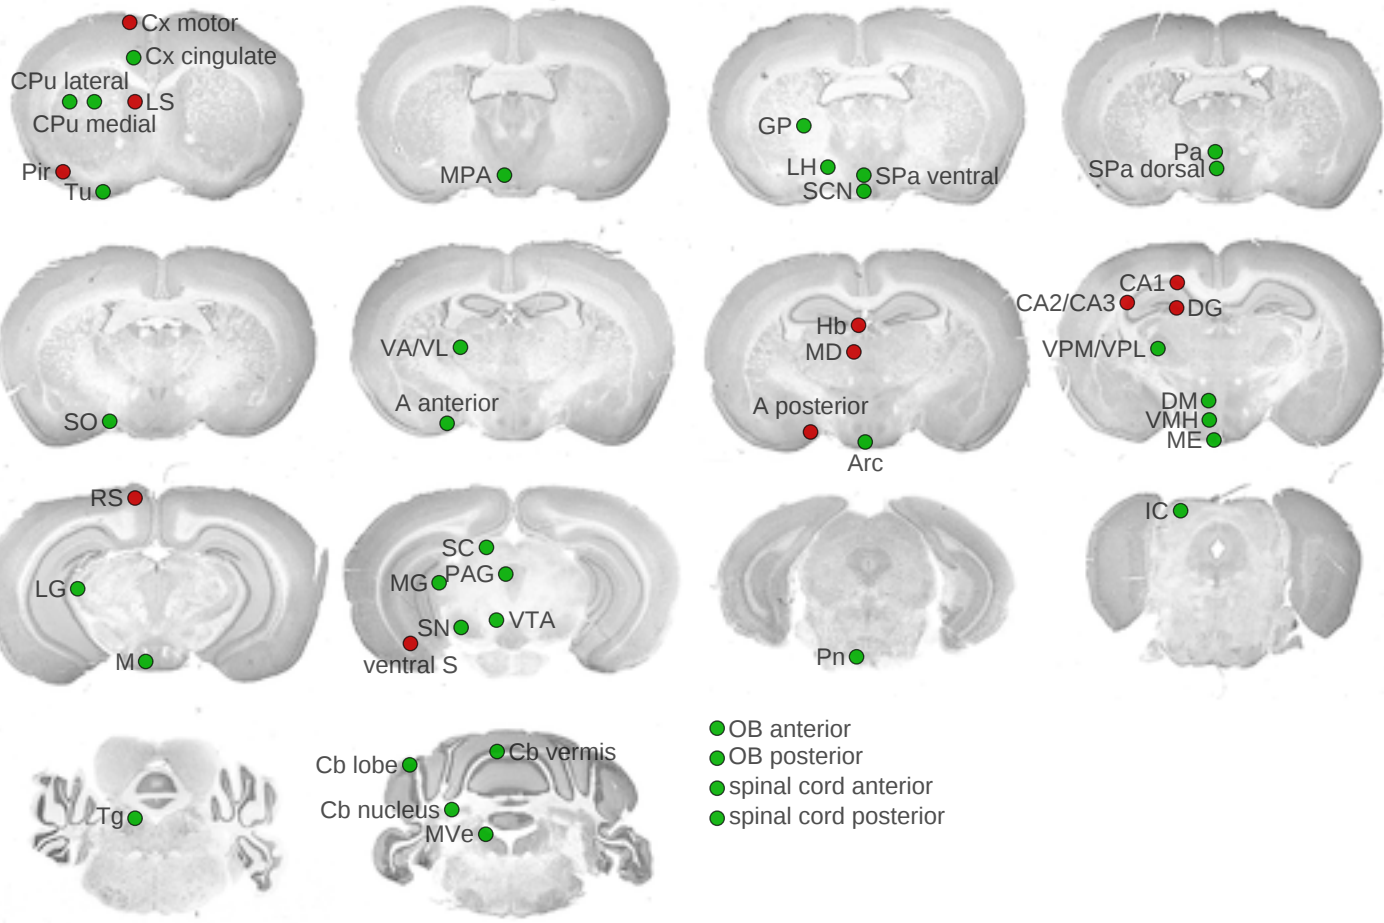 Cx motor
Cx cingulate
CPu lateral
LS
CPu medial
Pir
Tu
MPA
GP
LH
SPa ventral
SCN
Pa
SPa dorsal
SO
VA/VL
A anterior
Hb
MD
A posterior
Arc
CA1
CA2/CA3
DG
VPM/VPL
DM
VMH
ME
RS
LG
M
SC
MG
PAG
SN
VTA
ventral S
Pn
IC
Tg
Cb lobe
Cb vermis
Cb nucleus
MVe
OB anterior
OB posterior
spinal cord anterior
spinal cord posterior